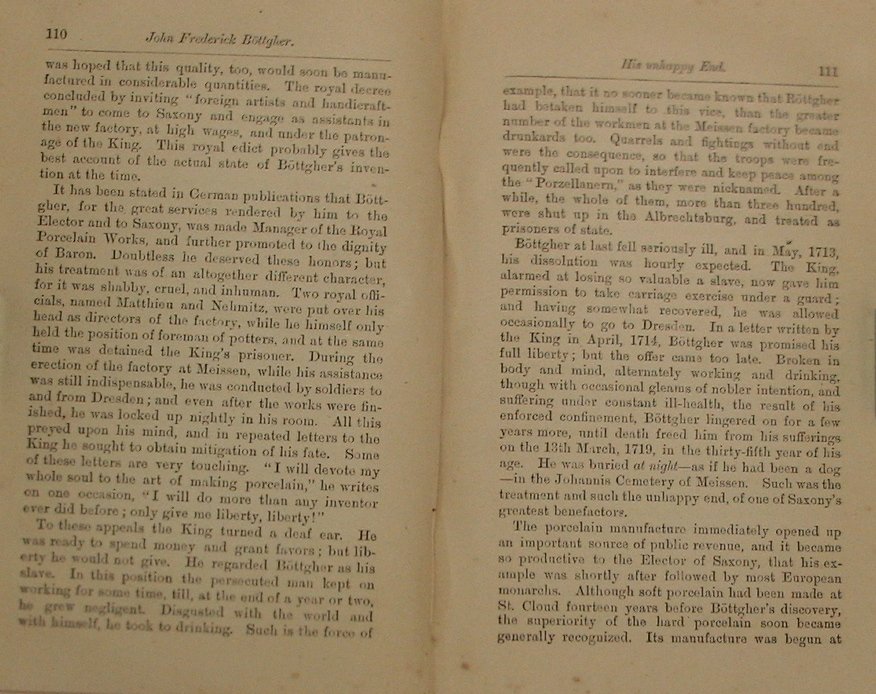 110
John Frederick Böttgher.
was hoped that this quality, too, would soon be manu-
factured in considerable quantities. The royal decree
concluded by inviting "foreign artists and handicraft-
men" to come to Saxony and engage as assistants in
the new factory, at high wages, and under the patron-
age of the King. This royal edict probably gives the
best account of the actual state of Böttgher's inven-
tion at the time.
It has been stated in German publications that Bött-
gher, for the great services rendered by him to the
Elector and to Saxony, was made Manager of the Royal
Porcelain Works, and further promoted to the dignity
of Baron. Doubtless he deserved these honors; but
his treatment was of an altogether different character,
for it was shabby, cruel, and inhuman. Two royal offi-
cials, named Matthieu and Nehmitz, were put over his
head as directors of the factory, while he himself only
held the position of foreman of potters, and at the same
time was detained the King's prisoner. During the
erection of the factory at Meissen, while his assistance
was still indispensable, he was conducted by soldiers to
and from Dresden; and even after the works were fin-
ished, he was locked up nightly in his room. All this
preyed upon his mind, and in repeated letters to the
King he sought to obtain mitigation of his fate. Some
of these letters are very touching. "I will devote my
whole soul to the art of making porcelain," he writes
on one occasion, "I will do more than any inventor
ever did before; only give me liberty, liberty!"
To these appeals the King turned a deaf ear. He
was ready to spend money and grant favors; but lib-
erty he would not give. He regarded Böttgher as his
slave. In this position the persecuted man kept on
working for some time, till, at the end of a year or two,
he grew negligent. Disgusted with the world and
with himself, he took to drinking. Such is the force of
His unhappy End.
111
example, that it no sooner became known that Böttgher
had betaken himself to this vice, than the greater
number of the workmen at the Meissen factory became
drunkards too. Quarrels and fightings without end
were the consequence, so that the troops were fre-
quently called upon to interfere and keep peace among
the "Porzellanern," as they were nicknamed. After a
while, the whole of them, more than three hundred,
were shut up in the Albrechtsburg, and treated as
prisoners of state.
Böttgher at last fell seriously ill, and in May, 1713,
his dissolution was hourly expected. The King,
alarmed at losing so valuable a slave, now gave him
permission to take carriage exercise under a guard;
and having somewhat recovered, he was allowed
occasionally to go to Dresden. In a letter written by
the King in April, 1714, Böttgher was promised his
full liberty; but the offer came too late. Broken in
body and mind, alternately working and drinking,
though with occasional gleams of nobler intention, and
suffering under constant ill-health, the result of his
enforced confinement, Böttgher lingered on for a few
years more, until death freed him from his sufferings
on the 13th March, 1719, in the thirty-fifth year of his
age. He was buried at night—as if he had been a dog
—in the Johannis Cemetery of Meissen. Such was the
treatment and such the unhappy end, of one of Saxony's
greatest benefactors.
The porcelain manufacture immediately opened up
an important source of public revenue, and it became
so productive to the Elector of Saxony, that his ex-
ample was shortly after followed by most European
monarchs. Although soft porcelain had been made at
St. Cloud fourteen years before Böttgher's discovery,
the superiority of the hard porcelain soon became
generally recognized. Its manufacture was begun at